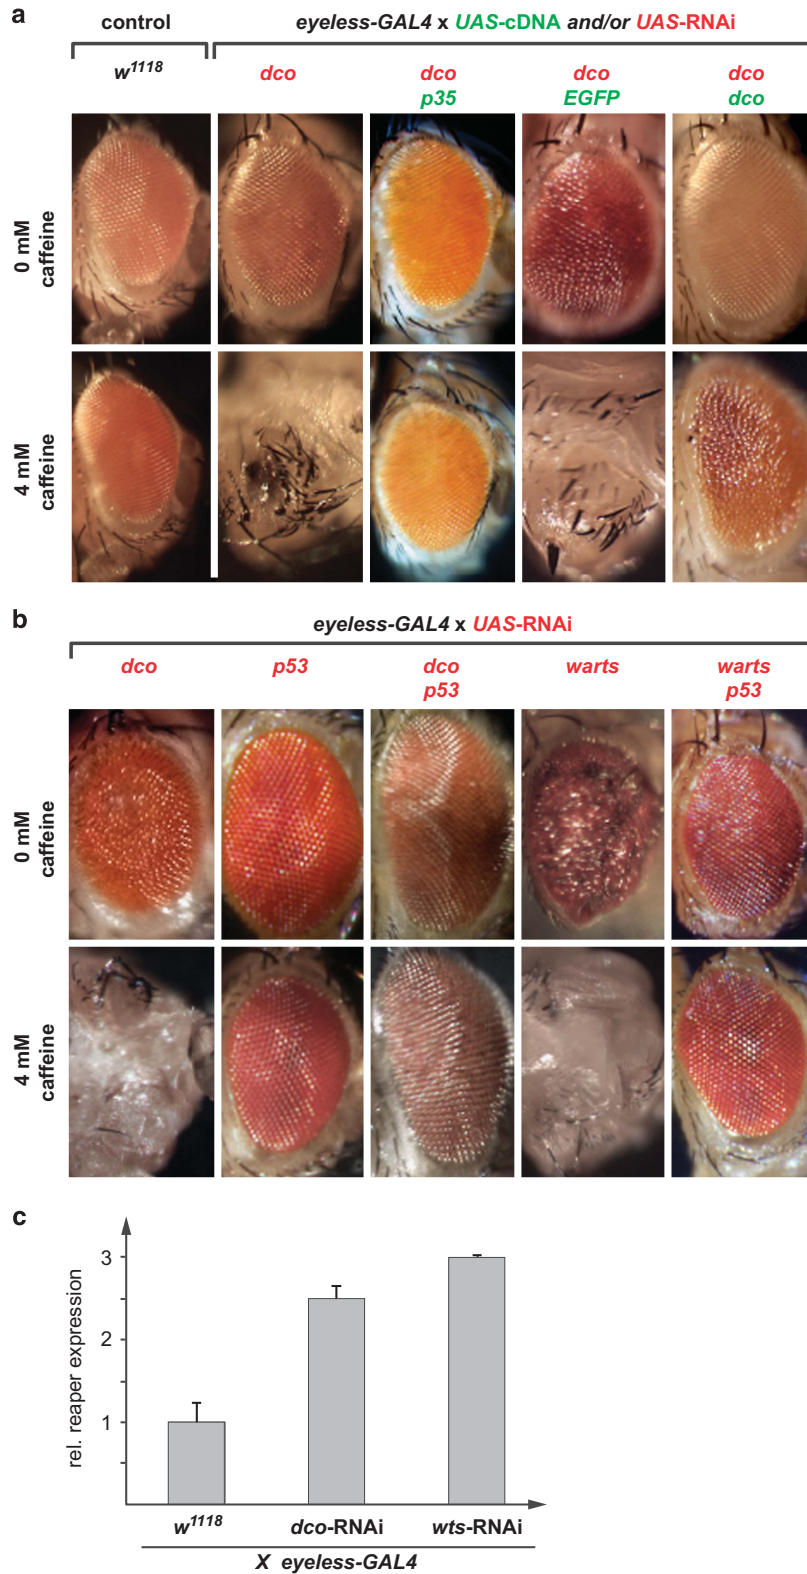 a
control
eyeless-GAL4 x UAS-cDNA and/or UAS-RNAi
w1118
dco
dco
p35
dco
EGFP
dco
dco
0 mM
caffeine
4 mM
caffeine
b
eyeless-GAL4 x UAS-RNAi
dco
p53
dco
p53
warts
warts
p53
0 mM
caffeine
4 mM
caffeine
c
rel. reaper expression
3
2
1
w1118
dco-RNAi
wts-RNAi
X eyeless-GAL4